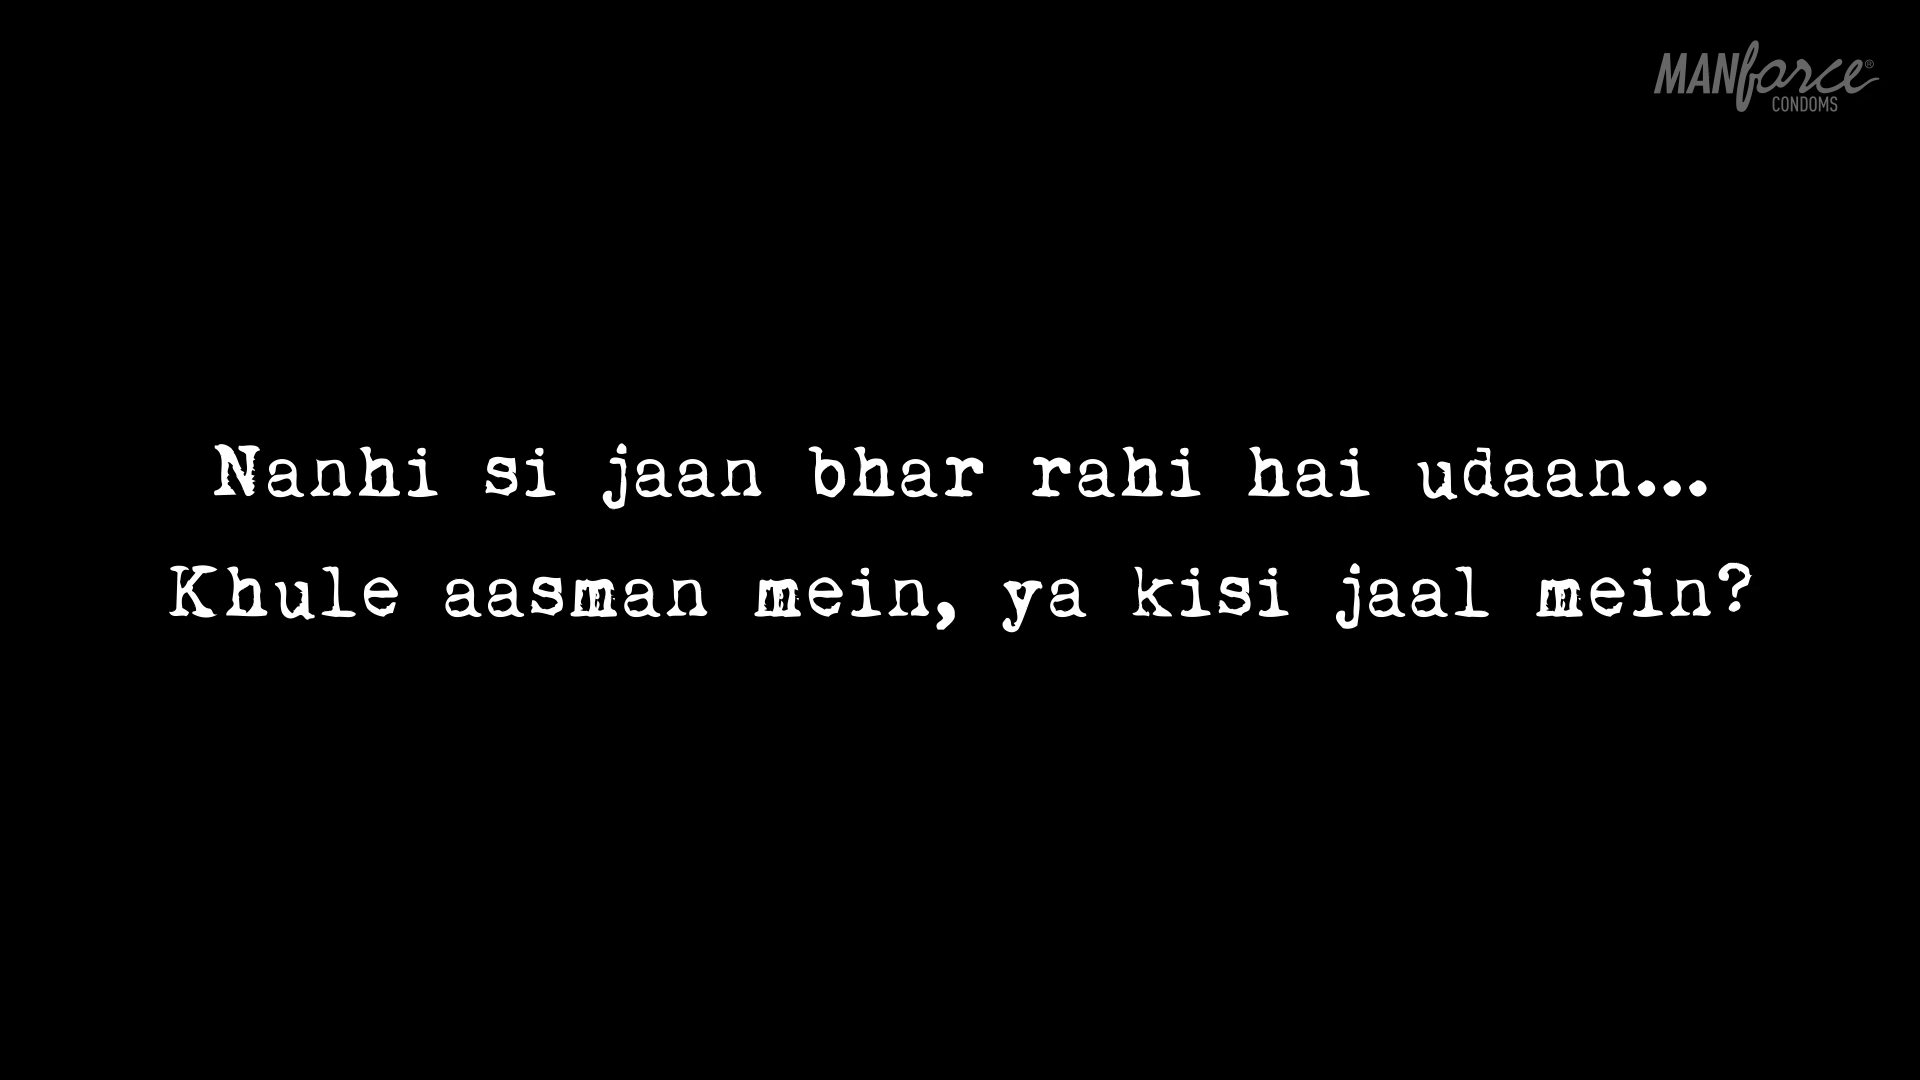 MANforce®
CONDOMS
Nanhi si jaan bhar rahi hai udaan...
Khule aasman mein, ya kisi jaal mein?